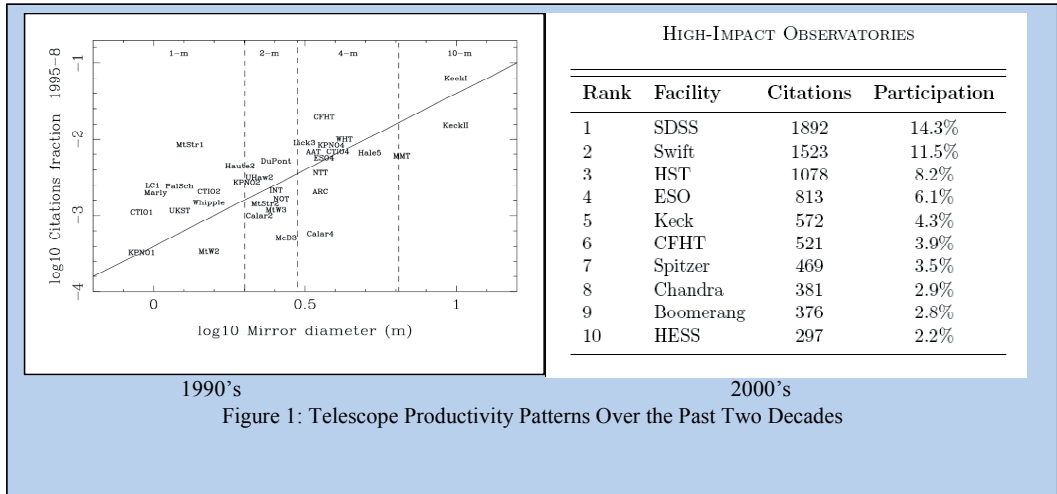 1-m 2-m 4-m 10-m
KeckI
KeckII
CFHT
WHT
Lick3
KPNO4
AAT
CTIO4
ESO4
Hale5
MMT
NTT
ARC
Calar4
MtStr1
Haute2
DuPont
UHaw2
KPNO2
INT
NOT
MtStr2
MtW3
Calar2
McD3
LC1
PalSch
Marly
CTIO2
Whipple
CTIO1
UKST
KPNO1
MtW2
log10 Citations fraction 1995-8
-1
-2
-3
-4
0 0.5 1
log10 Mirror diameter (m)
HIGH-IMPACT OBSERVATORIES
Rank Facility Citations Participation
1 SDSS 1892 14.3%
2 Swift 1523 11.5%
3 HST 1078 8.2%
4 ESO 813 6.1%
5 Keck 572 4.3%
6 CFHT 521 3.9%
7 Spitzer 469 3.5%
8 Chandra 381 2.9%
9 Boomerang 376 2.8%
10 HESS 297 2.2%
1990's 2000's
Figure 1: Telescope Productivity Patterns Over the Past Two Decades